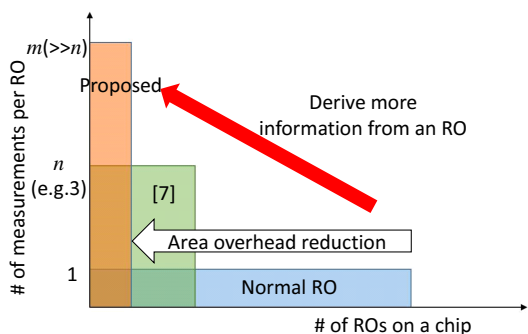 m(>>n)
Proposed
Derive more
information from an RO
n
(e.g.3)
[7]
Area overhead reduction
1
Normal RO
# of measurements per RO
# of ROs on a chip